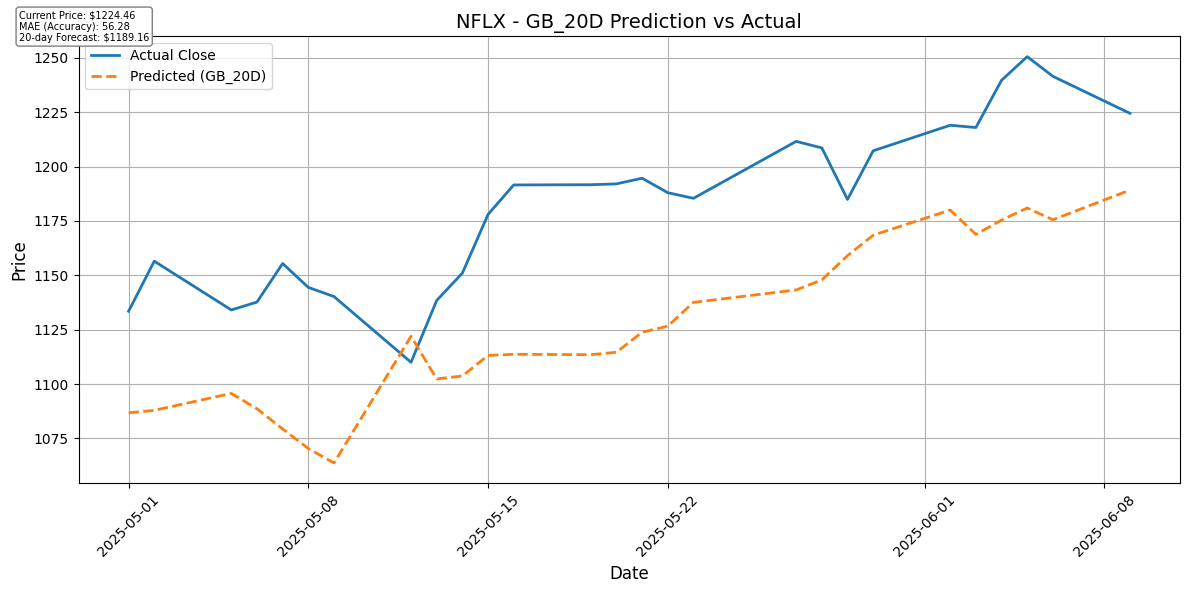 NFLX - GB_20D Prediction vs Actual
Current Price: $1224.46
MAE (Accuracy): 56.28
20-day Forecast: $1189.16
Actual Close
Predicted (GB_20D)
Price
1250
1225
1200
1175
1150
1125
1100
1075
2025-05-01
2025-05-08
2025-05-15
2025-05-22
2025-06-01
2025-06-08
Date